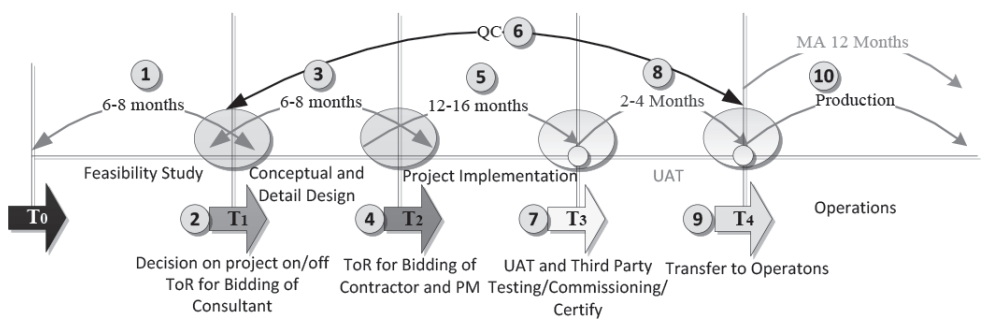 QC 6
MA 12 Months
1
3
5
8
10
6-8 months
6-8 months
12-16 months
2-4 Months
Production
Feasibility Study
Conceptual and
Detail Design
Project Implementation
UAT
Operations
T0
2 T1
4 T2
7 T3
9 T4
Decision on project on/off
ToR for Bidding of
Consultant
ToR for Bidding of
Contractor and PM
UAT and Third Party
Testing/Commissioning/
Certify
Transfer to Operatons